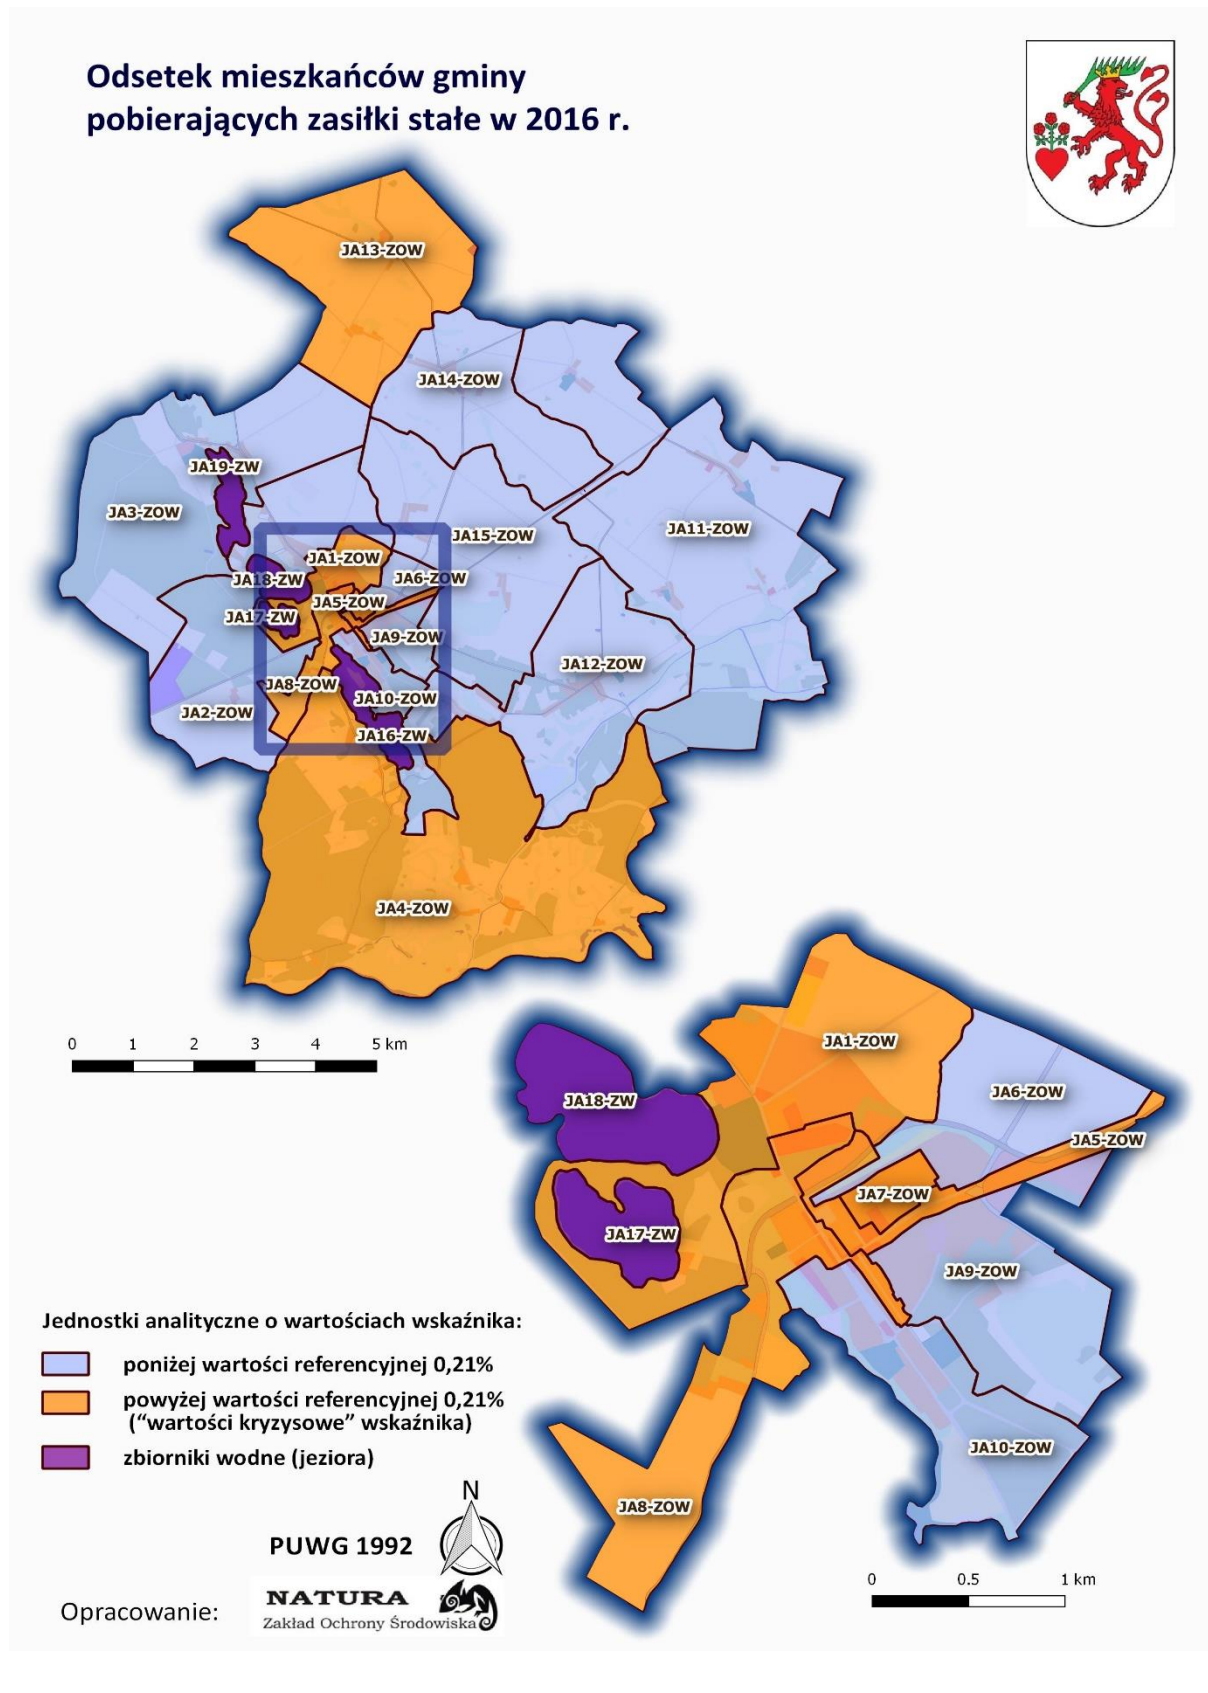 Odsetek mieszkańców gminy
pobierających zasiłki stałe w 2016 r.
JA13-ZOW
JA14-ZOW
JA19-ZW
JA3-ZOW
JA11-ZOW
JA15-ZOW
JA1-ZOW
JA6-ZOW
JA18-ZW
JA5-ZOW
JA17-ZW
JA9-ZOW
JA12-ZOW
JA8-ZOW
JA10-ZOW
JA2-ZOW
JA16-ZW
JA4-ZOW
0 1 2 3 4 5 km
JA1-ZOW
JA6-ZOW
JA18-ZW
JA5-ZOW
JA7-ZOW
JA17-ZW
JA9-ZOW
JA10-ZOW
JA8-ZOW
Jednostki analityczne o wartościach wskaźnika:
poniżej wartości referencyjnej 0,21%
powyżej wartości referencyjnej 0,21%
(“wartości kryzysowe” wskaźnika)
zbiorniki wodne (jeziora)
N
PUWG 1992
0 0.5 1 km
Opracowanie:
NATURA
Zakład Ochrony Środowiska